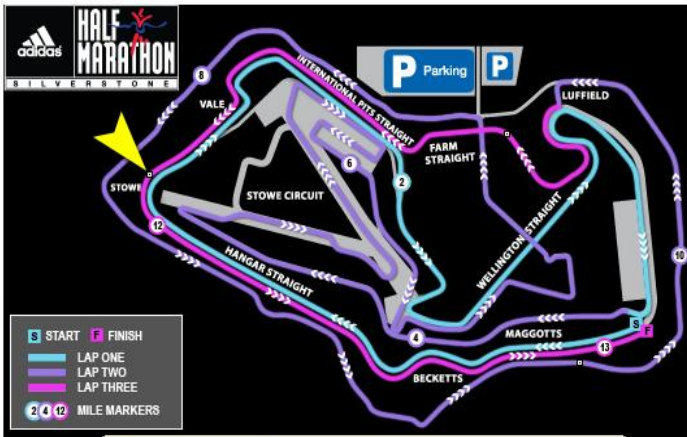 adidas
HALF
MARATHON
SILVERSTONE
P Parking
P
8
INTERNATIONAL PITS STRAIGHT
LUFFIELD
VALE
FARM
STRAIGHT
6
2
STOWE
STOWE CIRCUIT
12
WELLINGTON STRAIGHT
10
HANGAR STRAIGHT
S
F
4
MAGGOTTS
13
BECKETTS
S START F FINISH
LAP ONE
LAP TWO
LAP THREE
2 4 12 MILE MARKERS